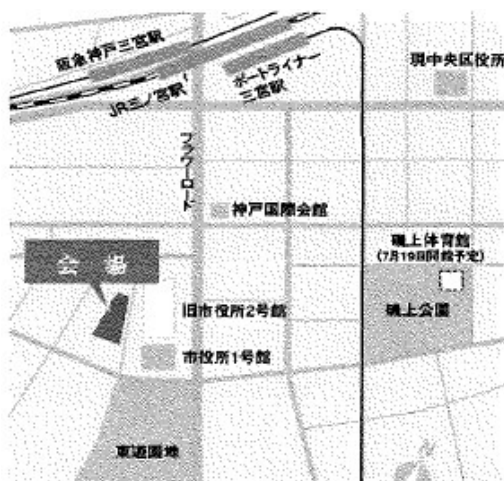 阪急神戸三宮駅
JR三ノ宮駅
ポートライナー
三宮駅
現中央区役所
フラワーロード
神戸国際会館
磯上体育館
(7月19日開館予定)
会場
旧市役所2号館
磯上公園
市役所1号館
東遊園地